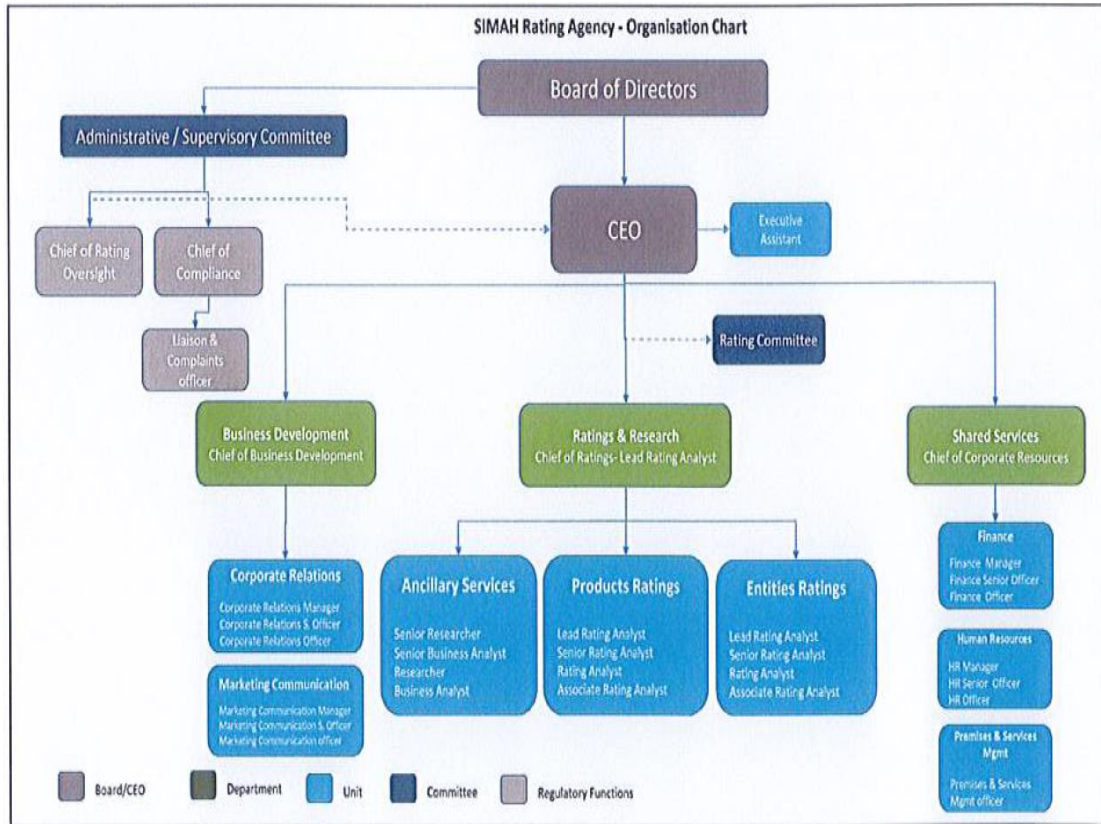 SIMAH Rating Agency - Organisation Chart
Board of Directors
Administrative / Supervisory Committee
CEO
Executive
Assistant
Chief of Rating
Oversight
Chief of
Compliance
Liaison &
Complaints
officer
Rating Committee
Business Development
Chief of Business Development
Ratings & Research
Chief of Ratings- Lead Rating Analyst
Shared Services
Chief of Corporate Resources
Corporate Relations
Corporate Relations Manager
Corporate Relations S. Officer
Corporate Relations Officer
Marketing Communication
Marketing Communication Manager
Marketing Communication S. Officer
Marketing Communication officer
Ancillary Services
Senior Researcher
Senior Business Analyst
Researcher
Business Analyst
Products Ratings
Lead Rating Analyst
Senior Rating Analyst
Rating Analyst
Associate Rating Analyst
Entities Ratings
Lead Rating Analyst
Senior Rating Analyst
Rating Analyst
Associate Rating Analyst
Finance
Finance Manager
Finance Senior Officer
Finance Officer
Human Resources
HR Manager
HR Senior Officer
HR Officer
Premises & Services
Mgmt
Premises & Services
Mgmt officer
Board/CEO
Department
Unit
Committee
Regulatory Functions